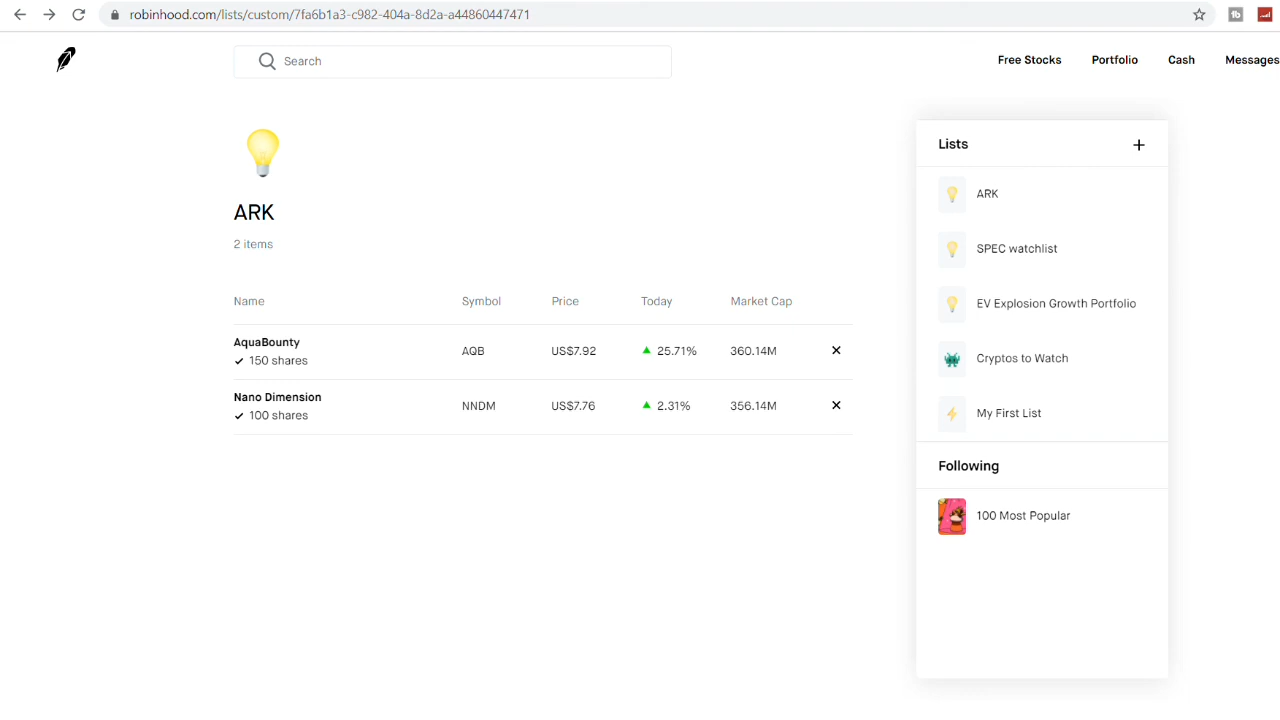 robinhood.com/lists/custom/7fa6b1a3-c982-404a-8d2a-a44860447471
Search
Free Stocks Portfolio Cash Messages
ARK
2 items
Name Symbol Price Today Market Cap
AquaBounty
150 shares
AQB US$7.92 25.71% 360.14M
Nano Dimension
100 shares
NNDM US$7.76 2.31% 356.14M
Lists
ARK
SPEC watchlist
EV Explosion Growth Portfolio
Cryptos to Watch
My First List
Following
100 Most Popular